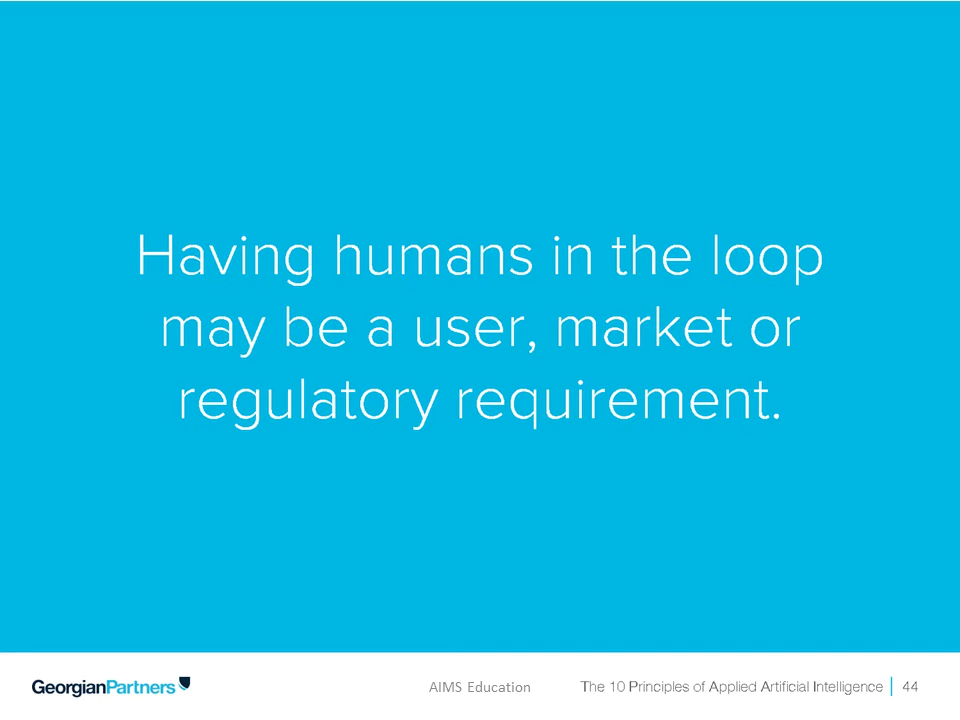 Having humans in the loop
may be a user, market or
regulatory requirement.
GeorgianPartners
AIMS Education
The 10 Principles of Applied Artificial Intelligence | 44